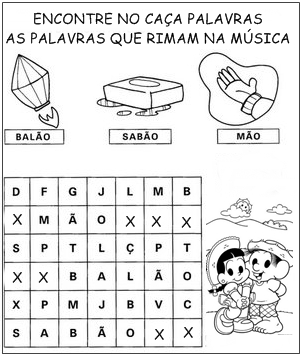 ENCONTRE NO CAÇA PALAVRAS
AS PALAVRAS QUE RIMAM NA MÚSICA
BALÃO SABÃO MÃO
D F G J L M B
X M Ã O X X X
S P T L Ç P T
X X B A L Ã O
X P M J B V C
S A B Ã O X X